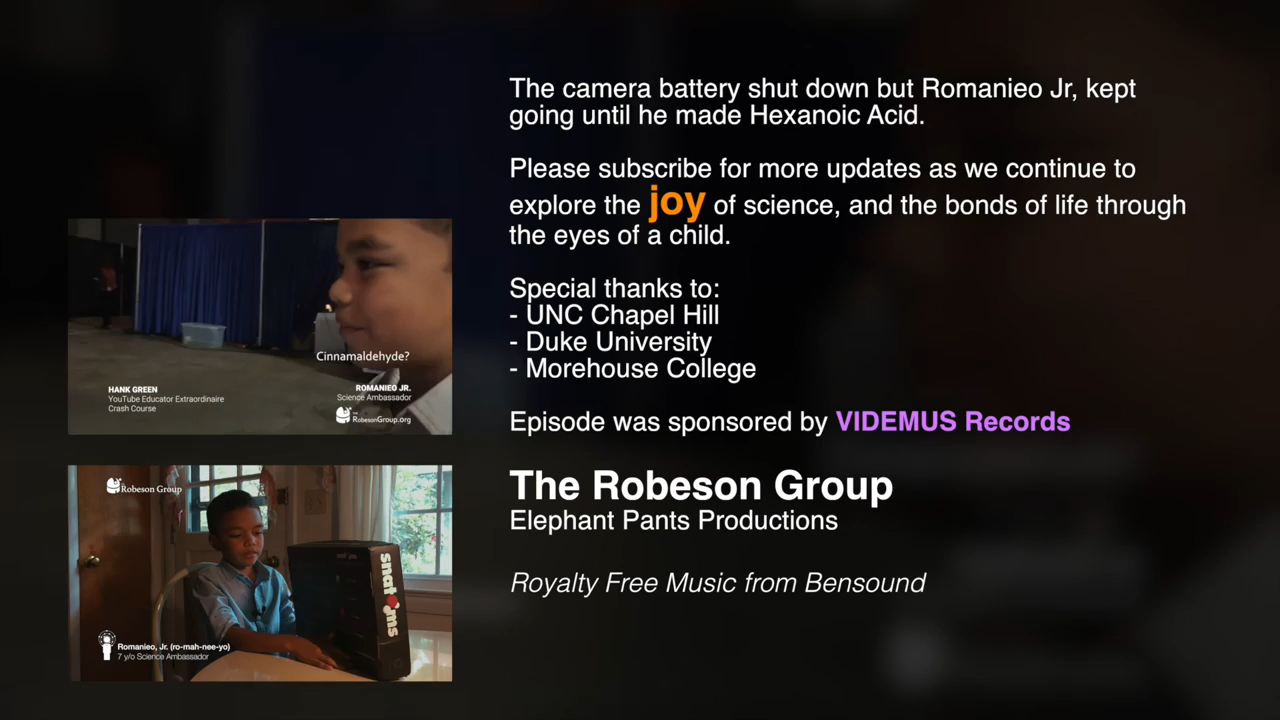 The camera battery shut down but Romanieo Jr, kept
going until he made Hexanoic Acid.
Please subscribe for more updates as we continue to
explore the joy of science, and the bonds of life through
the eyes of a child.
Special thanks to:
- UNC Chapel Hill
- Duke University
- Morehouse College
Episode was sponsored by VIDEMUS Records
The Robeson Group
Elephant Pants Productions
Royalty Free Music from Bensound
Cinnamaldehyde?
HANK GREEN
YouTube Educator Extraordinaire
Crash Course
ROMANIEO JR.
Science Ambassador
THE
RobesonGroup.org
Robeson Group
snatoms
Romanieo, Jr. (ro-mah-nee-yo)
7 y/o Science Ambassador